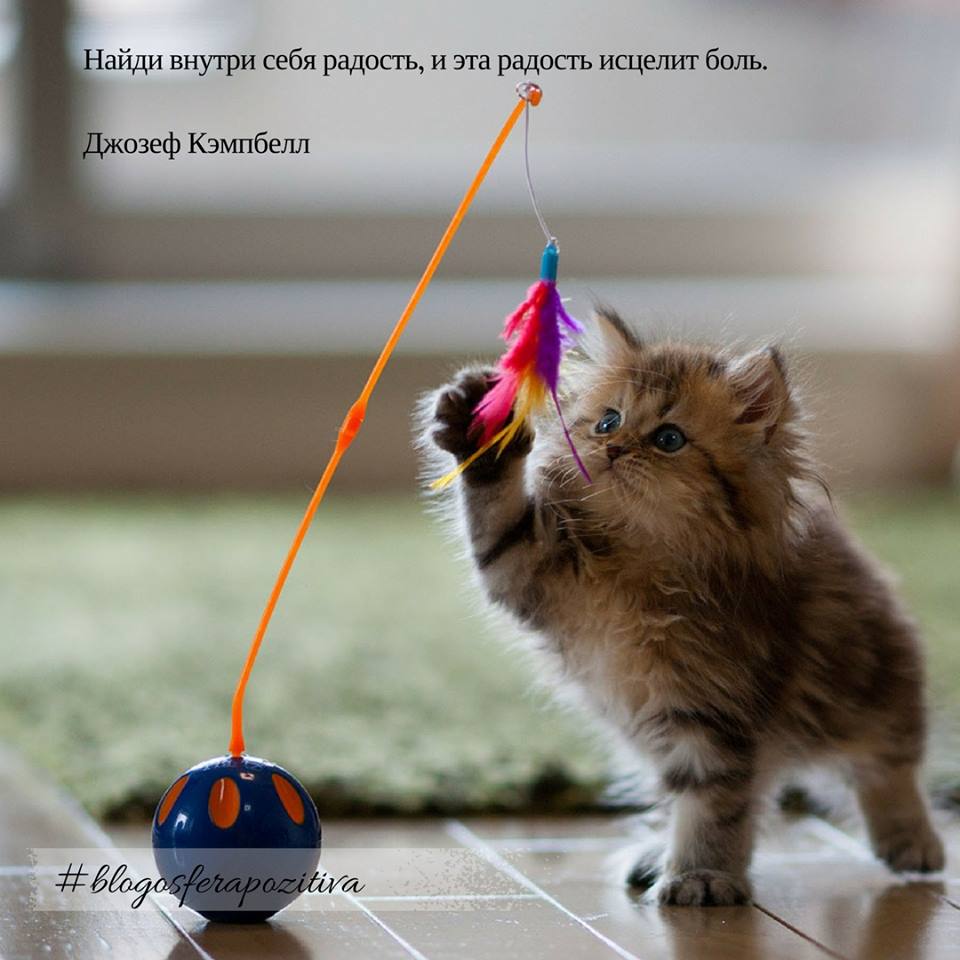 Найди внутри себя радость, и эта радость исцелит боль.
Джозеф Кэмпбелл
#blogosferapozitiva